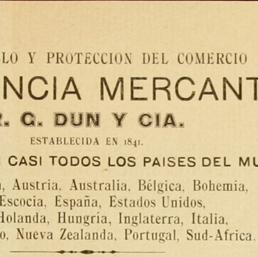 LO Y PROTECCION DEL COMERCIO
NCIA MERCANT
R. G. DUN Y CIA.
ESTABLECIDA EN 1841.
CASI TODOS LOS PAISES DEL MU
Austria, Australia, Bélgica, Bohemia,
Escocia, España, Estados Unidos,
Holanda, Hungría, Inglaterra, Italia,
o, Nueva Zealanda, Portugal, Sud-Africa.